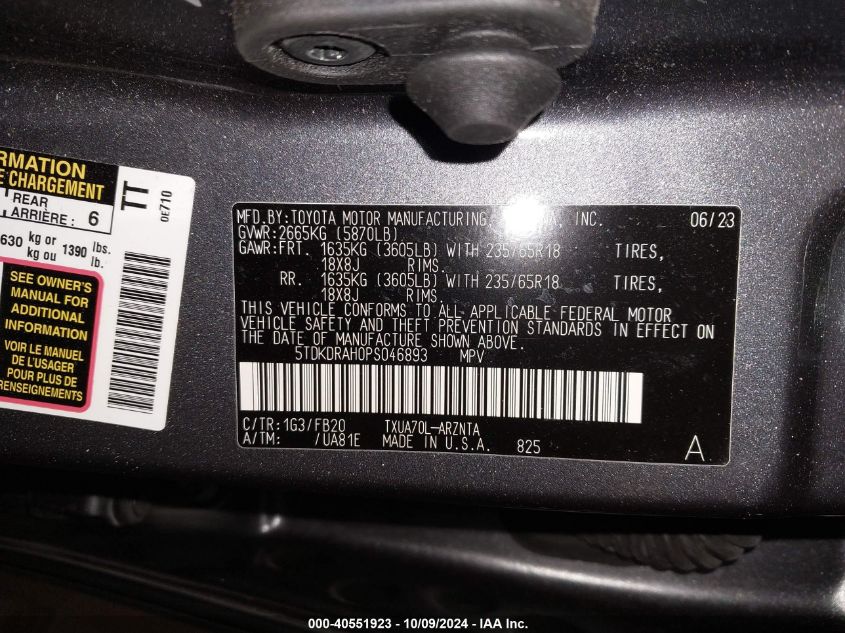 RMATION
E CHARGEMENT
REAR
ARRIÈRE : 6
630 kg or 1390 lbs.
kg ou lb.
SEE OWNER'S
MANUAL FOR
ADDITIONAL
INFORMATION
VOIR LE MANUEL
DE L'USAGER
POUR PLUS DE
RENSEIGNEMENTS
TT
0E710
MFD.BY:TOYOTA MOTOR MANUFACTURING, INC. 06/23
GVWR:2665KG (5870LB)
GAWR:FRT. 1635KG (3605LB) WITH 235/65R18 TIRES,
18X8J RIMS.
RR. 1635KG (3605LB) WITH 235/65R18 TIRES,
18X8J RIMS.
THIS VEHICLE CONFORMS TO ALL APPLICABLE FEDERAL MOTOR
VEHICLE SAFETY AND THEFT PREVENTION STANDARDS IN EFFECT ON
THE DATE OF MANUFACTURE SHOWN ABOVE.
5TDKDRAH0PS046893 MPV
C/TR:1G3/FB20 TXUA70L-ARZNTA
A/TM: /UA81E MADE IN U.S.A. 825
A
000-40551923 - 10/09/2024 - IAA Inc.